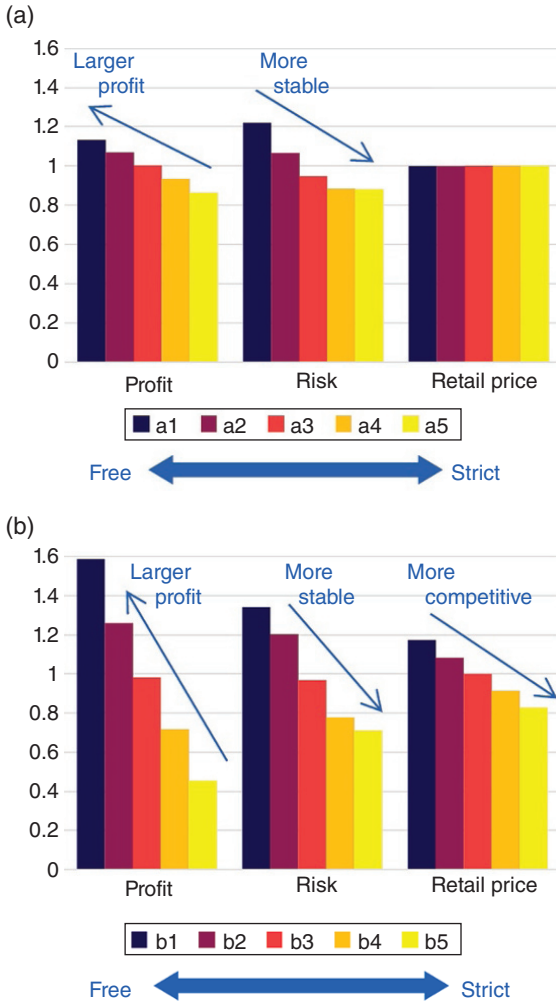 (a)
1.6
1.4
1.2
1
0.8
0.6
0.4
0.2
0
Larger
profit
More
stable
Profit
Risk
Retail price
a1 a2 a3 a4 a5
Free
Strict
(b)
1.6
1.4
1.2
1
0.8
0.6
0.4
0.2
0
Larger
profit
More
stable
More
competitive
Profit
Risk
Retail price
b1 b2 b3 b4 b5
Free
Strict